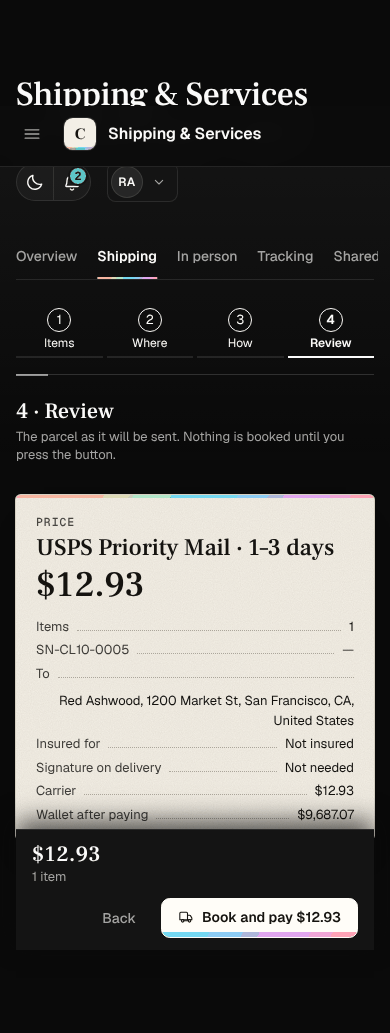 Shipping & Services
C
Shipping & Services
2
RA
Overview Shipping In person Tracking Shared
1 2 3 4
Items Where How Review
4 · Review
The parcel as it will be sent. Nothing is booked until you
press the button.
PRICE
USPS Priority Mail · 1–3 days
$12.93
Items 1
SN-CL10-0005 —
To
Red Ashwood, 1200 Market St, San Francisco, CA,
United States
Insured for Not insured
Signature on delivery Not needed
Carrier $12.93
Wallet after paying $9,687.07
$12.93
1 item
Back Book and pay $12.93